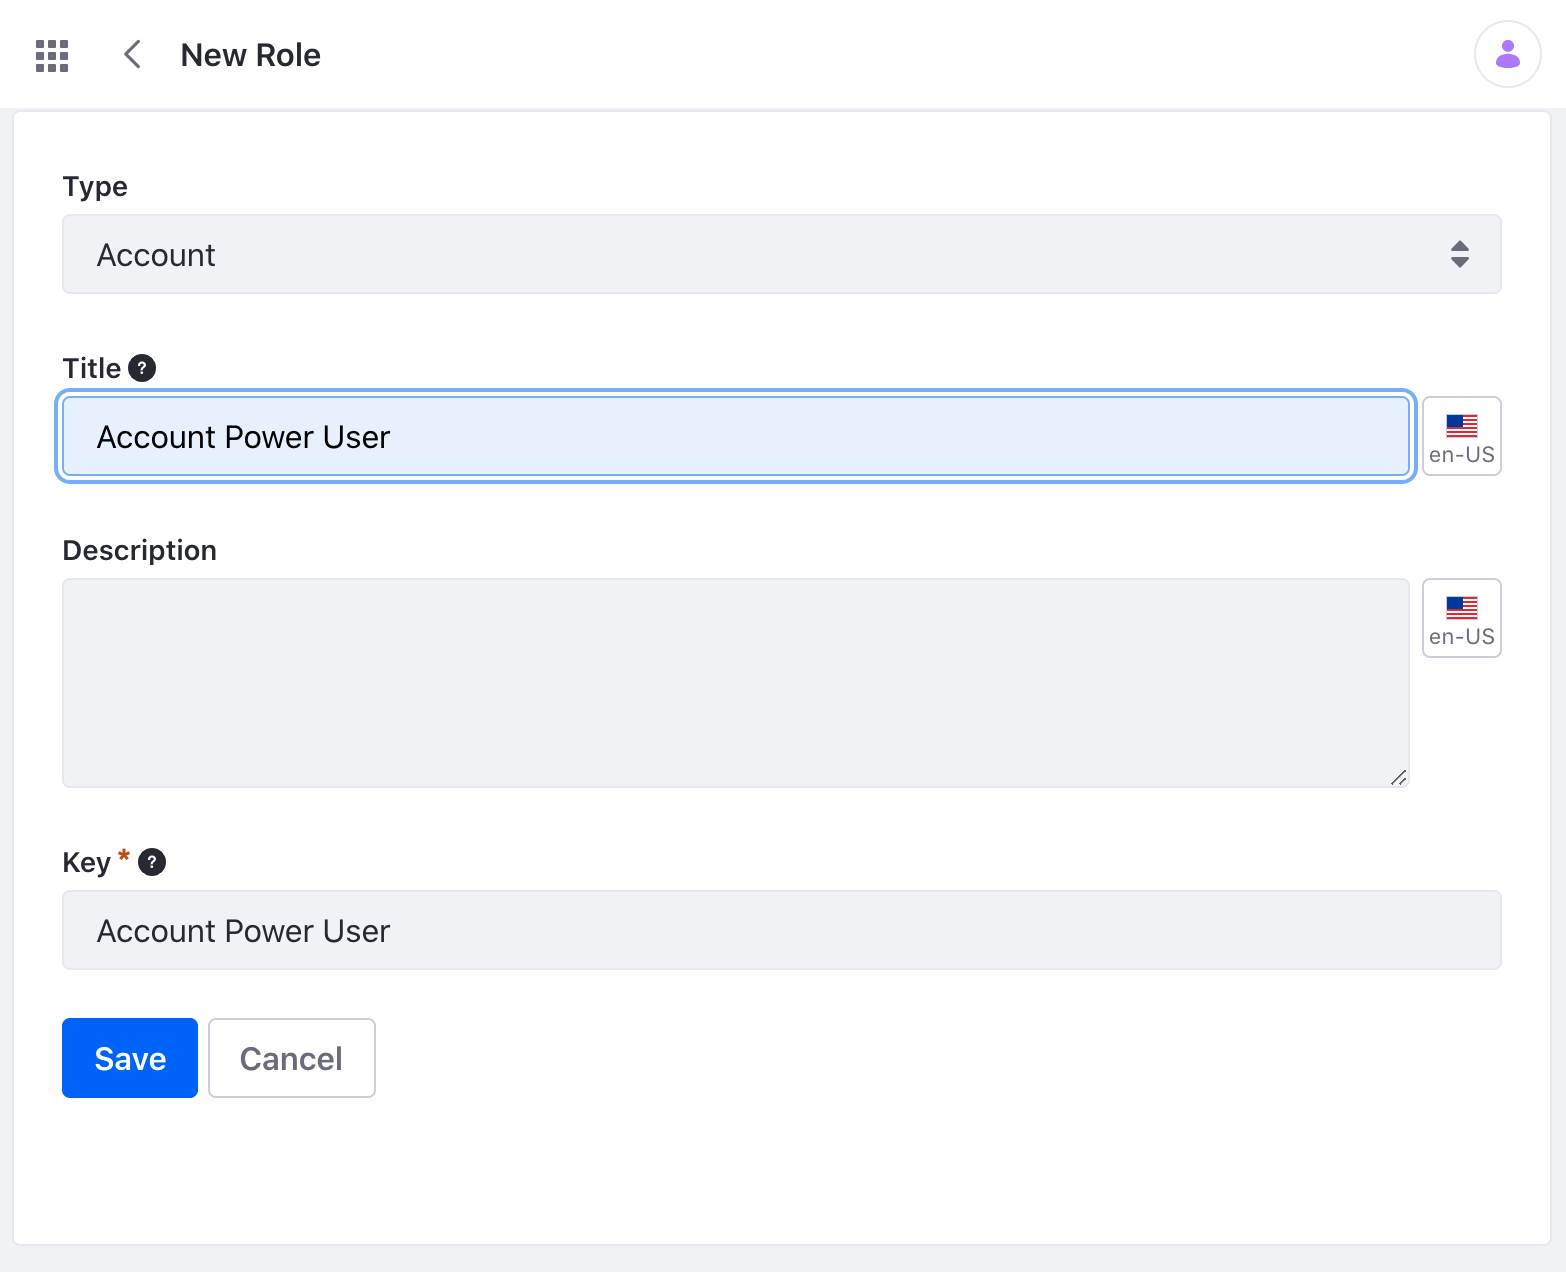 New Role
Type
Account
Title ?
Account Power User
en-US
Description
en-US
Key * ?
Account Power User
Save Cancel